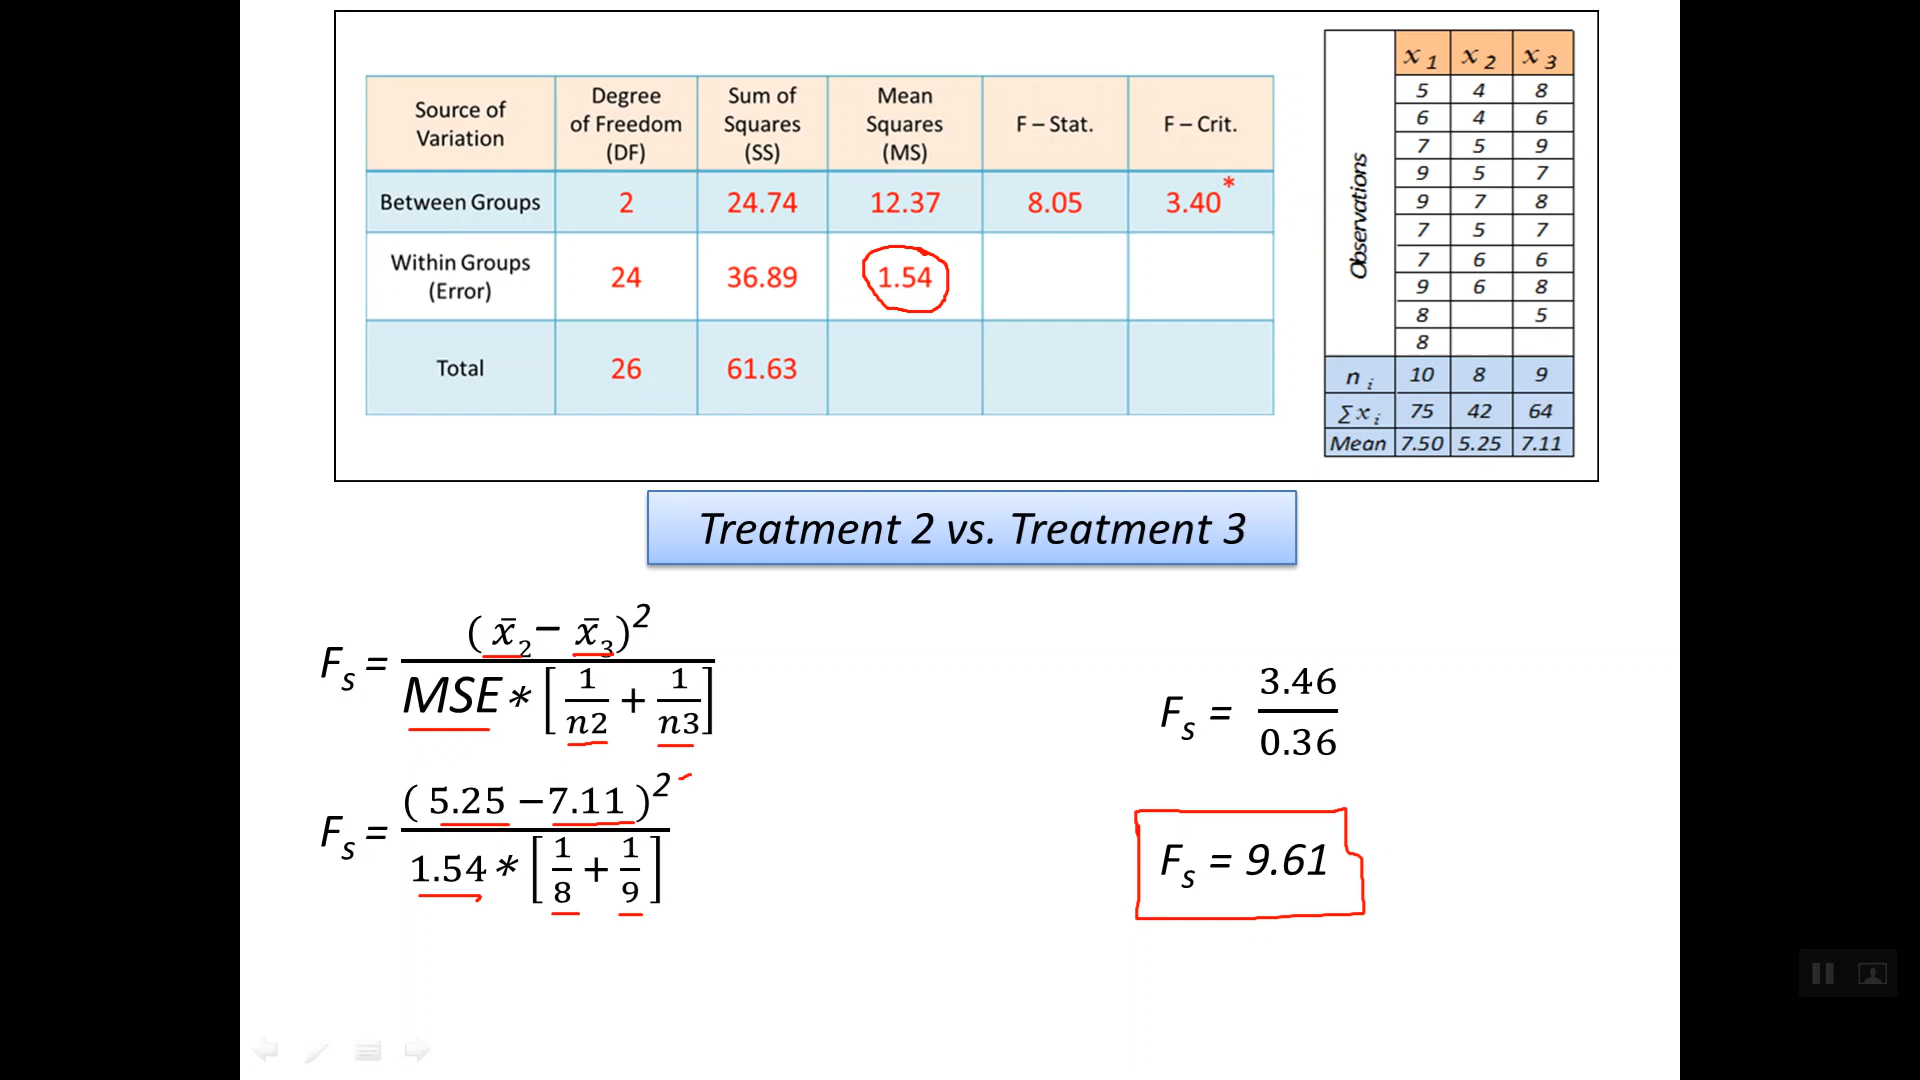 Source of Variation | Degree of Freedom (DF) | Sum of Squares (SS) | Mean Squares (MS) | F – Stat. | F – Crit.
Between Groups | 2 | 24.74 | 12.37 | 8.05 | 3.40*
Within Groups (Error) | 24 | 36.89 | 1.54
Total | 26 | 61.63
Observations
x 1 | x 2 | x 3
5 | 4 | 8
6 | 4 | 6
7 | 5 | 9
9 | 5 | 7
9 | 7 | 8
7 | 5 | 7
7 | 6 | 6
9 | 6 | 8
8 | | 5
8
n i | 10 | 8 | 9
∑x i | 75 | 42 | 64
Mean | 7.50 | 5.25 | 7.11
Treatment 2 vs. Treatment 3
Fs = (x̄2 − x̄3)² / MSE∗[1/n2 + 1/n3]
Fs = (5.25 −7.11)² / 1.54∗[1/8 + 1/9]
Fs = 3.46/0.36
Fs = 9.61